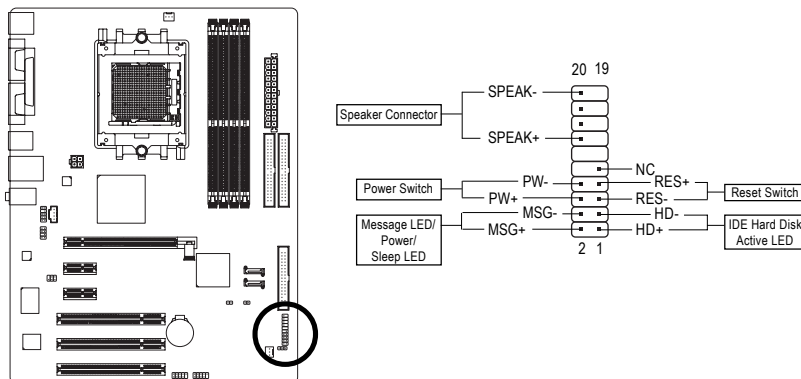 20 19
SPEAK-
Speaker Connector
SPEAK+
NC
PW-
RES+
Power Switch
Reset Switch
PW+
RES-
MSG-
HD-
Message LED/
Power/
Sleep LED
IDE Hard Disk
Active LED
MSG+
HD+
2 1